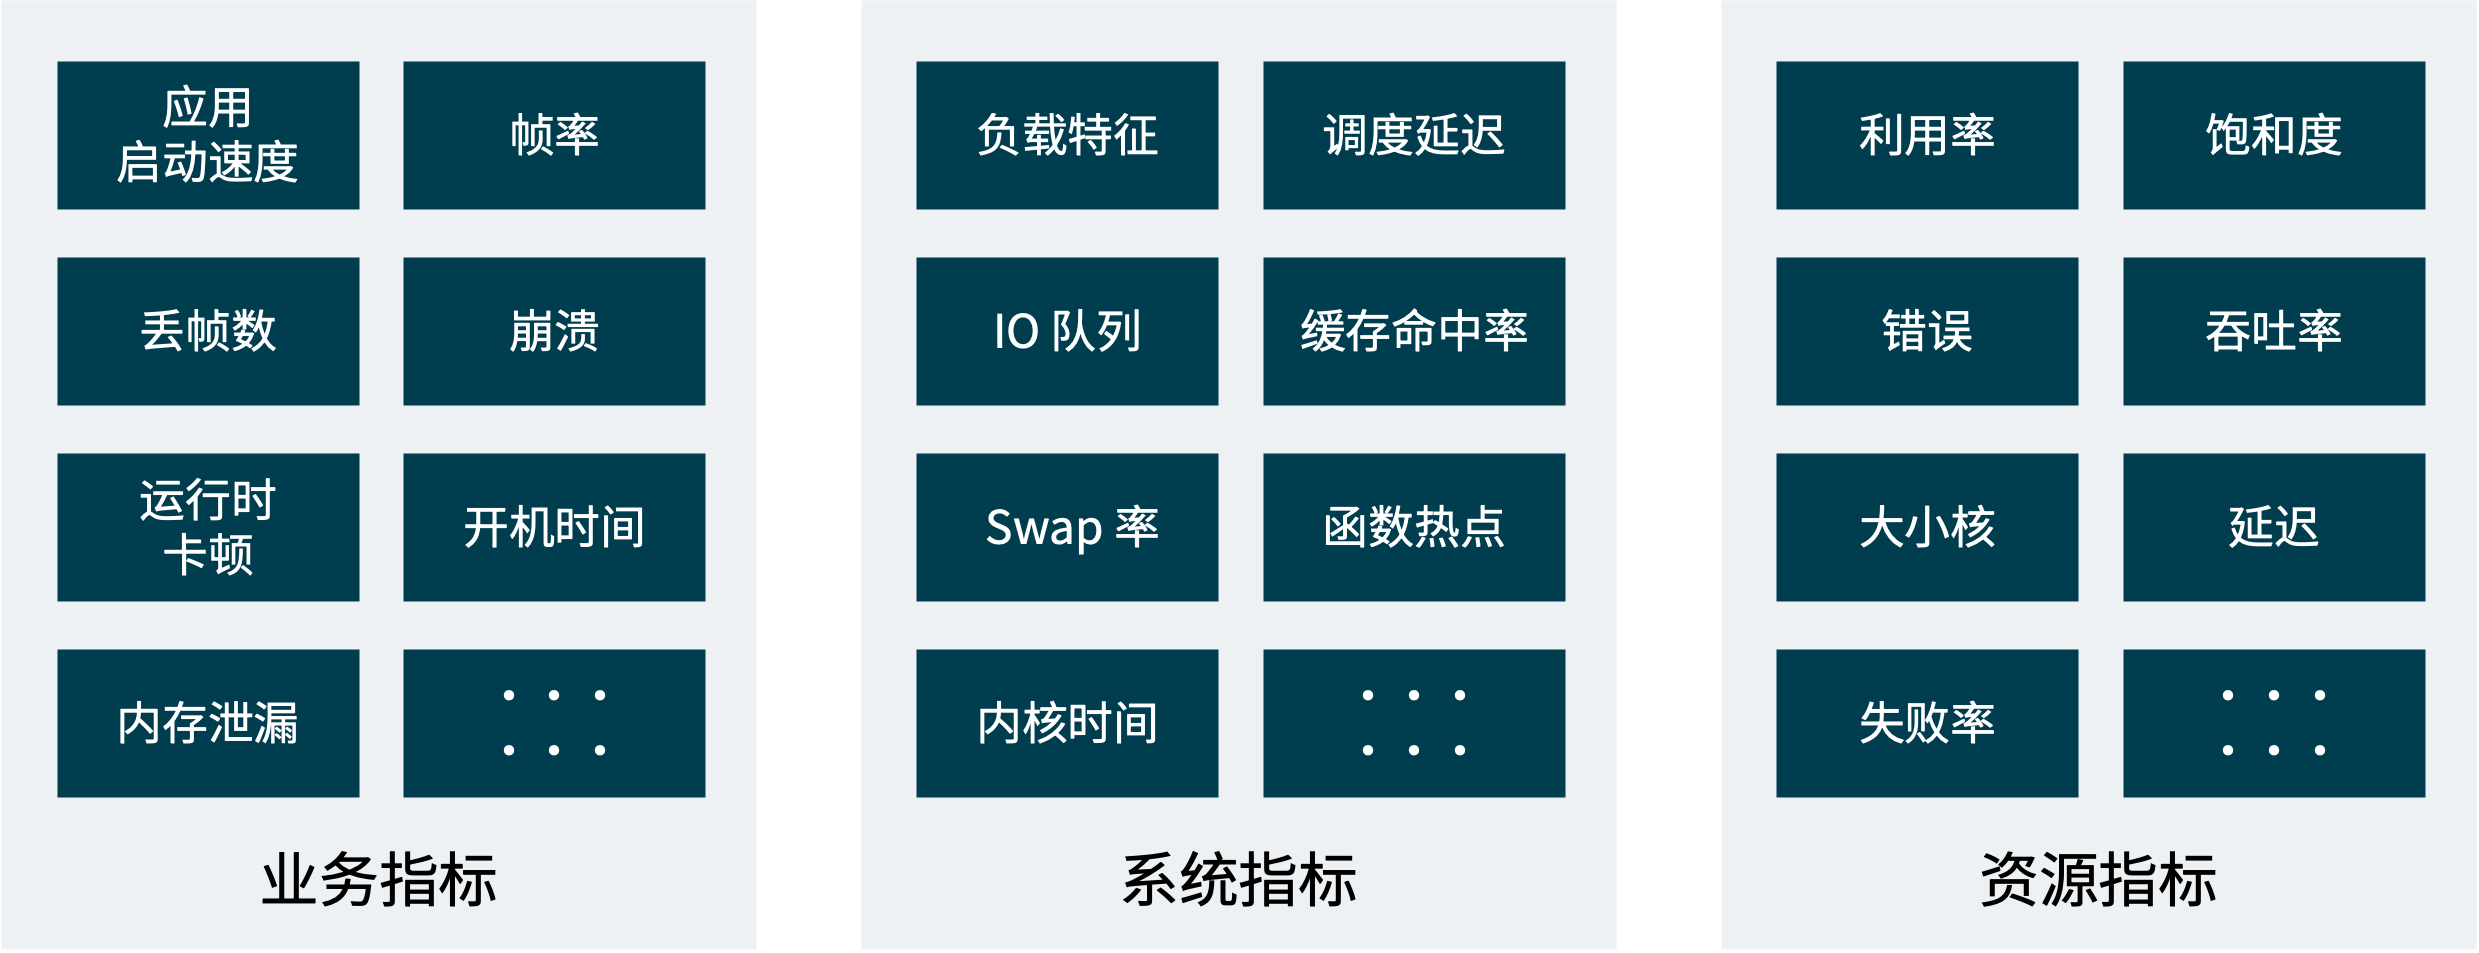 应用
启动速度
帧率
丢帧数
崩溃
运行时
卡顿
开机时间
内存泄漏
······
业务指标
负载特征
调度延迟
IO 队列
缓存命中率
Swap 率
函数热点
内核时间
······
系统指标
利用率
饱和度
错误
吞吐率
大小核
延迟
失败率
······
资源指标